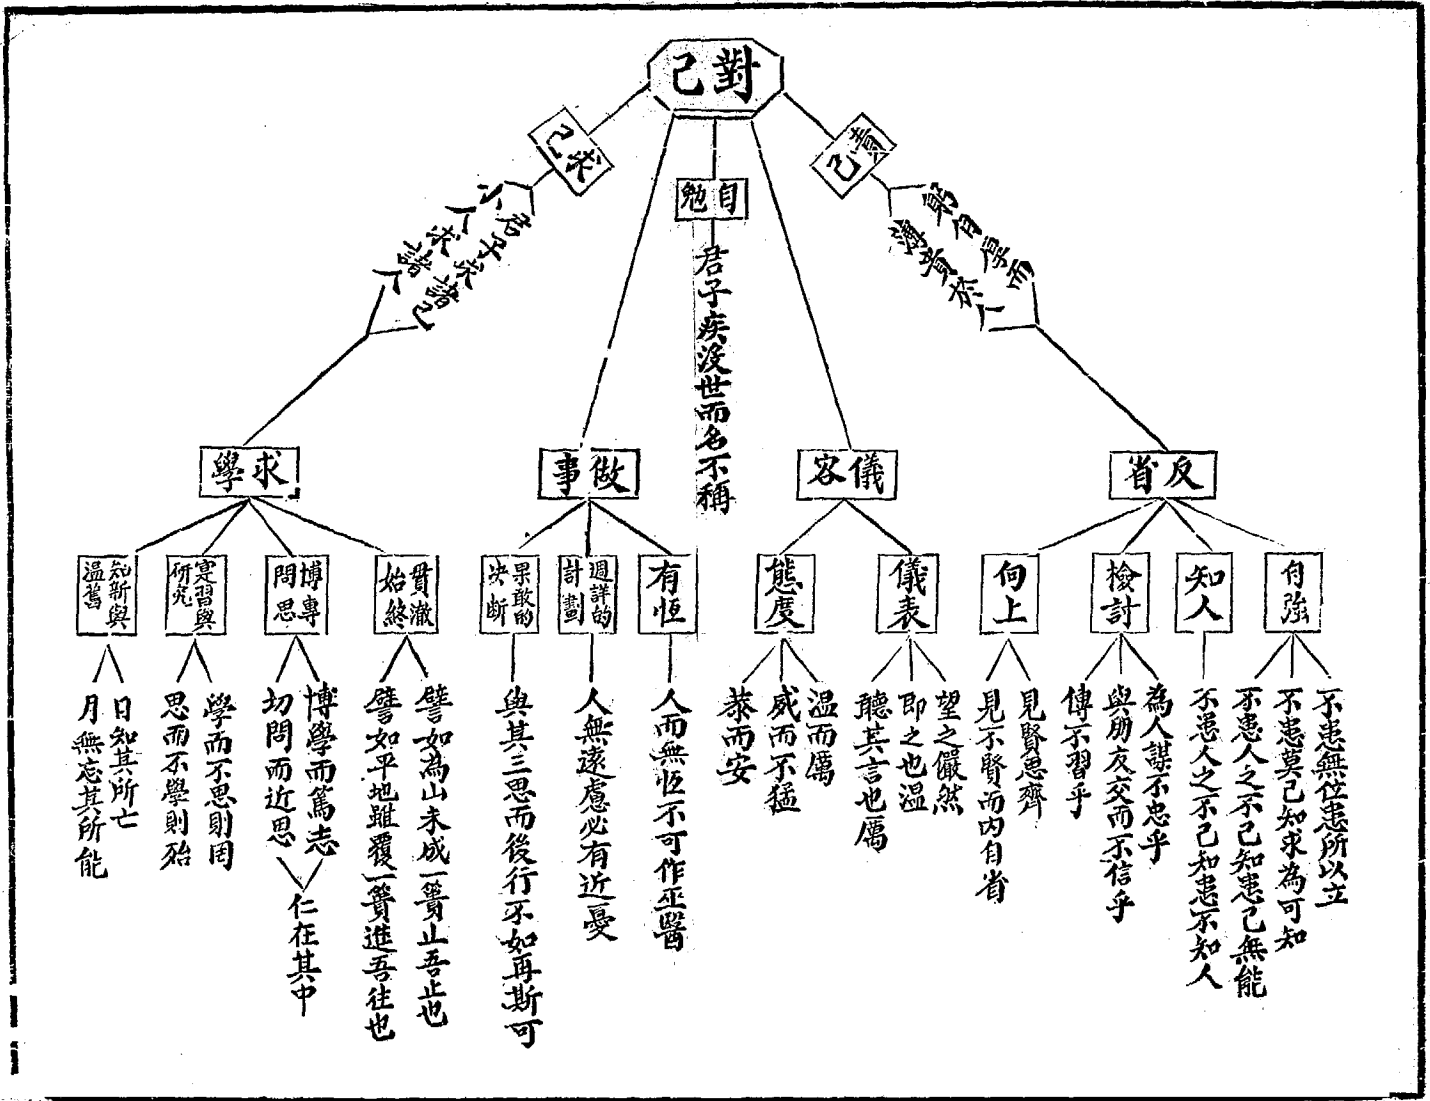 對己
責己
躬自厚而
薄責於人
自勉
君子疾沒世而名不稱
求己
君子求諸己
小人求諸人
反省
自強
不患無位患所以立
不患莫己知求為可知
不患人之不己知患己無能
知人
不患人之不己知患不知人
檢討
為人謀不忠乎
與朋友交而不信乎
傳不習乎
向上
見賢思齊
見不賢而內自省
儀容
儀表
望之儼然
即之也溫
聽其言也厲
態度
溫而厲
威而不猛
恭而安
做事
有恆
人而無恆不可作巫醫
週詳的
計劃
人無遠慮必有近憂
果敢的
決斷
與其三思而後行不如再斯可
求學
貫澈
始終
譬如為山未成一簣止吾止也
譬如平地雖覆一簣進吾往也
博專
問思
博學而篤志
切問而近思
仁在其中
實習與
研究
學而不思則罔
思而不學則殆
知新與
溫舊
日知其所亡
月無忘其所能